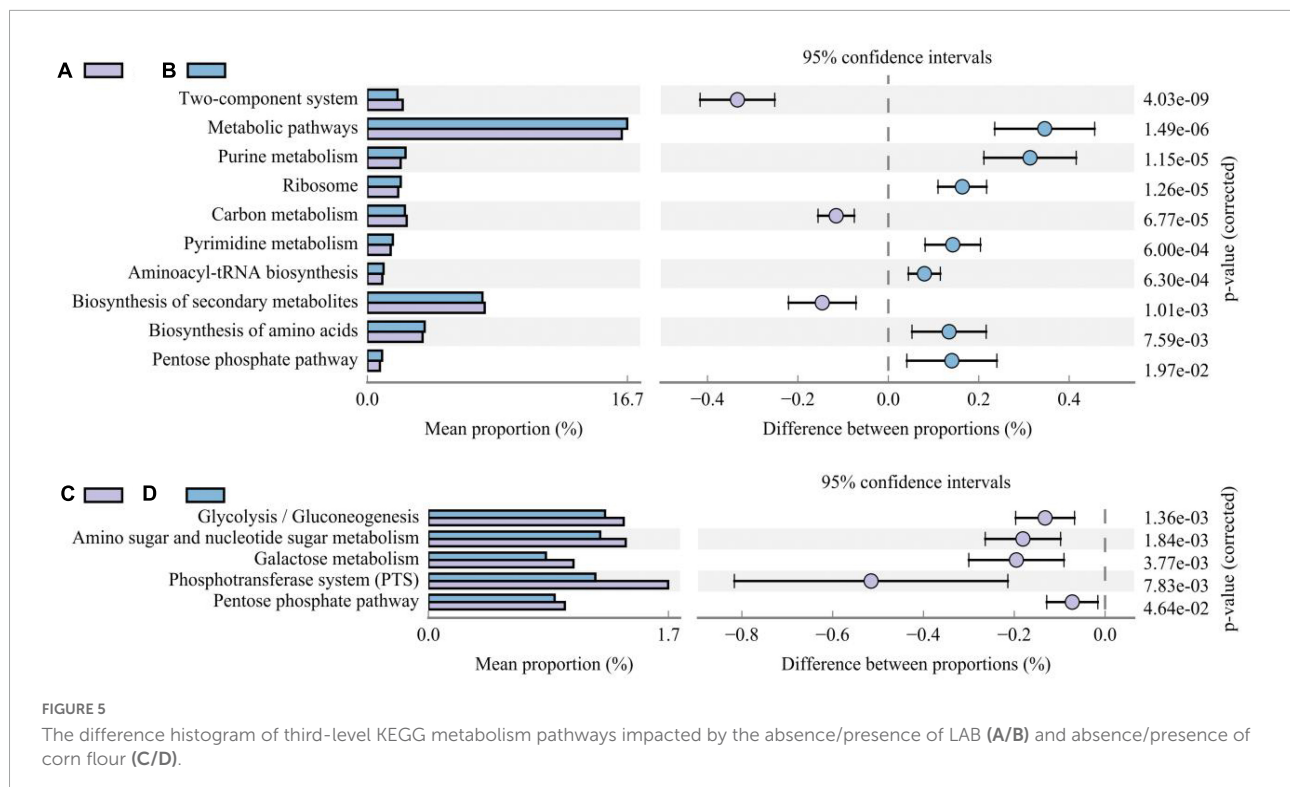 95% confidence intervals
A B
Two-component system 4.03e-09
Metabolic pathways 1.49e-06
Purine metabolism 1.15e-05
Ribosome 1.26e-05
Carbon metabolism 6.77e-05
Pyrimidine metabolism 6.00e-04
Aminoacyl-tRNA biosynthesis 6.30e-04
Biosynthesis of secondary metabolites 1.01e-03
Biosynthesis of amino acids 7.59e-03
Pentose phosphate pathway 1.97e-02
p-value (corrected)
0.0 16.7 −0.4 −0.2 0.0 0.2 0.4
Mean proportion (%) Difference between proportions (%)
95% confidence intervals
C D
Glycolysis / Gluconeogenesis 1.36e-03
Amino sugar and nucleotide sugar metabolism 1.84e-03
Galactose metabolism 3.77e-03
Phosphotransferase system (PTS) 7.83e-03
Pentose phosphate pathway 4.64e-02
p-value (corrected)
0.0 1.7 −0.8 −0.6 −0.4 −0.2 0.0
Mean proportion (%) Difference between proportions (%)
FIGURE 5
The difference histogram of third-level KEGG metabolism pathways impacted by the absence/presence of LAB (A/B) and absence/presence of
corn flour (C/D).